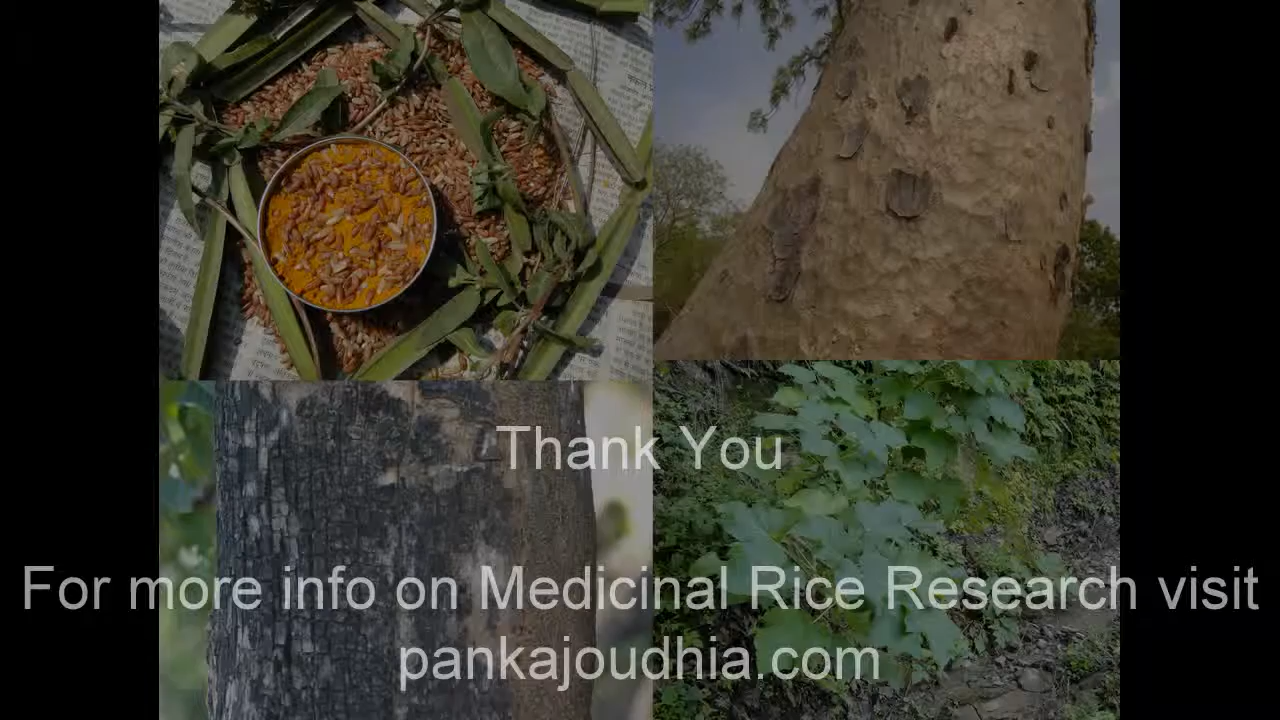 Thank You
For more info on Medicinal Rice Research visit
pankajoudhia.com